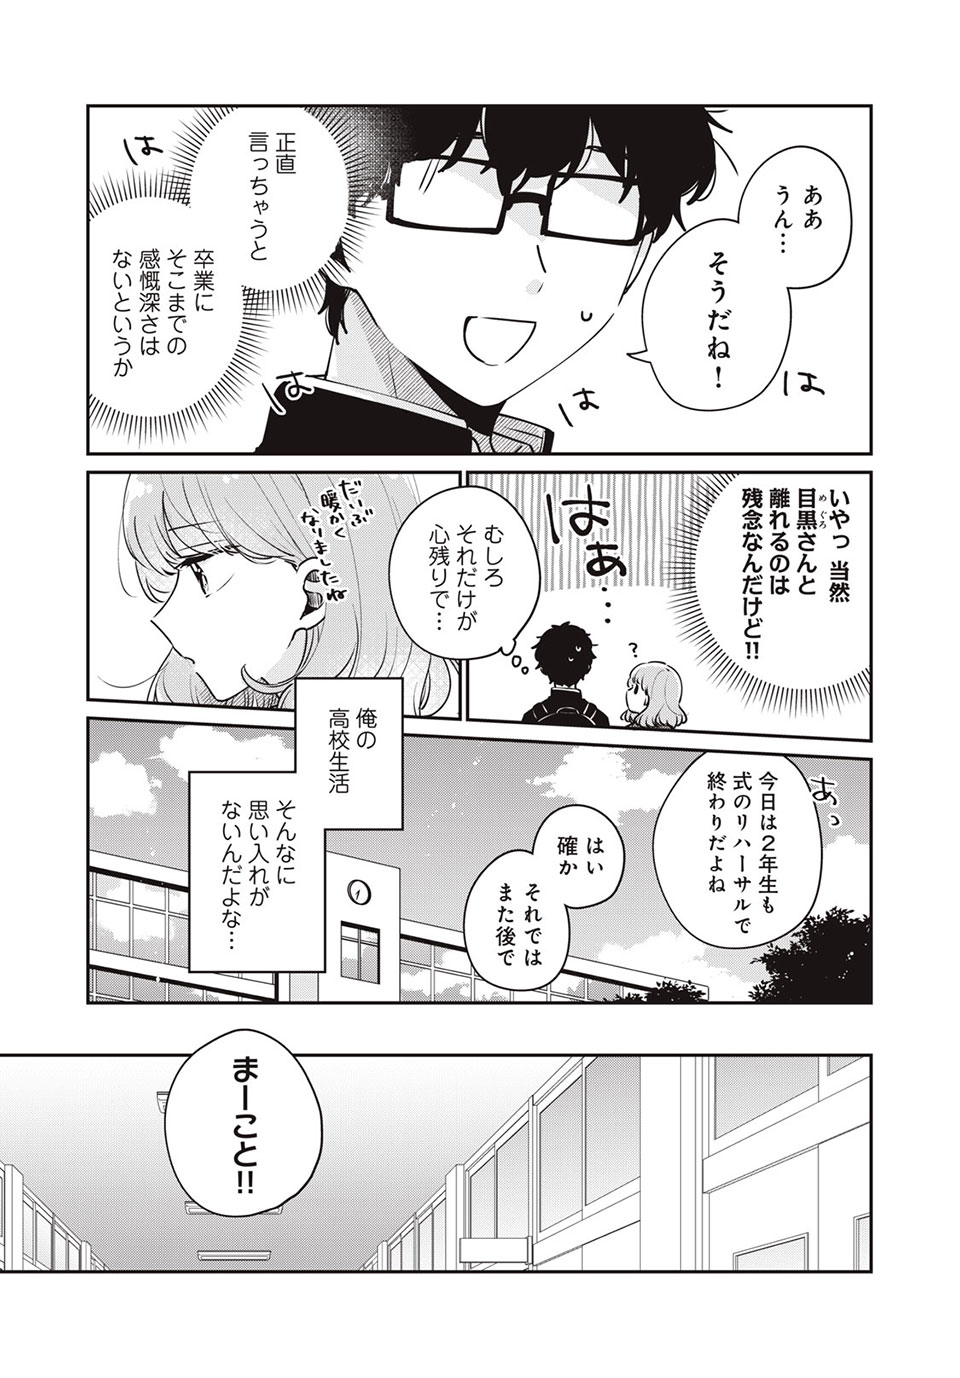 ああ
うん…
そうだね！
は
は
は
は
正直
言っちゃうと
卒業に
そこまでの
感慨深さは
ないというか
いやっ 当然
目黒さんと
めぐろ
離れるのは
残念なんだけど!!
はぁ…
?
むしろ
それだけが
心残りで…
だいぶ
暖かく
なりましたね
俺の
高校生活
そんなに
思い入れが
ないんだよな…
あっ
今日は2年生も
式のリハーサルで
終わりだよね
はい
確か
それでは
また後で
まーこと!!